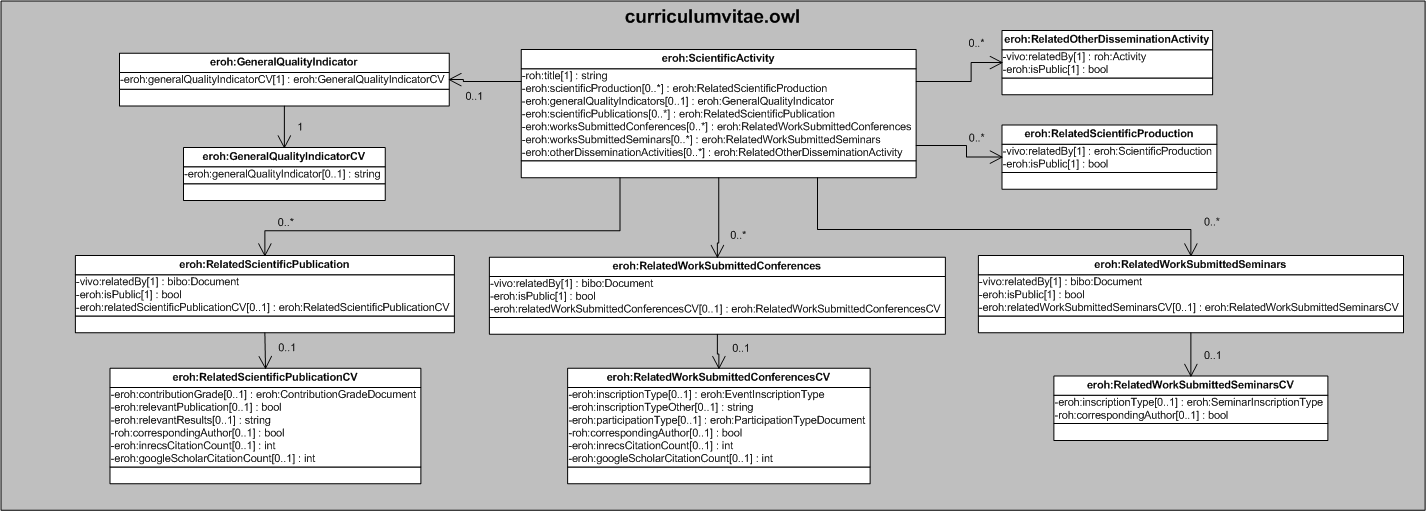 curriculumvitae.owl
eroh:GeneralQualityIndicator
-eroh:generalQualityIndicatorCV[1] : eroh:GeneralQualityIndicatorCV
0..1
1
eroh:GeneralQualityIndicatorCV
-eroh:generalQualityIndicator[0..1] : string
eroh:ScientificActivity
-roh:title[1] : string
-eroh:scientificProduction[0..*] : eroh:RelatedScientificProduction
-eroh:generalQualityIndicators[0..1] : eroh:GeneralQualityIndicator
-eroh:scientificPublications[0..*] : eroh:RelatedScientificPublication
-eroh:worksSubmittedConferences[0..*] : eroh:RelatedWorkSubmittedConferences
-eroh:worksSubmittedSeminars[0..*] : eroh:RelatedWorkSubmittedSeminars
-eroh:otherDisseminationActivities[0..*] : eroh:RelatedOtherDisseminationActivity
0..*
eroh:RelatedOtherDisseminationActivity
-vivo:relatedBy[1] : roh:Activity
-eroh:isPublic[1] : bool
0..*
eroh:RelatedScientificProduction
-vivo:relatedBy[1] : eroh:ScientificProduction
-eroh:isPublic[1] : bool
0..*
eroh:RelatedScientificPublication
-vivo:relatedBy[1] : bibo:Document
-eroh:isPublic[1] : bool
-eroh:relatedScientificPublicationCV[0..1] : eroh:RelatedScientificPublicationCV
0..1
eroh:RelatedScientificPublicationCV
-eroh:contributionGrade[0..1] : eroh:ContributionGradeDocument
-eroh:relevantPublication[0..1] : bool
-eroh:relevantResults[0..1] : string
-roh:correspondingAuthor[0..1] : bool
-eroh:inrecsCitationCount[0..1] : int
-eroh:googleScholarCitationCount[0..1] : int
0..*
eroh:RelatedWorkSubmittedConferences
-vivo:relatedBy[1] : bibo:Document
-eroh:isPublic[1] : bool
-eroh:relatedWorkSubmittedConferencesCV[0..1] : eroh:RelatedWorkSubmittedConferencesCV
0..1
eroh:RelatedWorkSubmittedConferencesCV
-eroh:inscriptionType[0..1] : eroh:EventInscriptionType
-eroh:inscriptionTypeOther[0..1] : string
-eroh:participationType[0..1] : eroh:ParticipationTypeDocument
-roh:correspondingAuthor[0..1] : bool
-eroh:inrecsCitationCount[0..1] : int
-eroh:googleScholarCitationCount[0..1] : int
0..*
eroh:RelatedWorkSubmittedSeminars
-vivo:relatedBy[1] : bibo:Document
-eroh:isPublic[1] : bool
-eroh:relatedWorkSubmittedSeminarsCV[0..1] : eroh:RelatedWorkSubmittedSeminarsCV
0..1
eroh:RelatedWorkSubmittedSeminarsCV
-eroh:inscriptionType[0..1] : eroh:SeminarInscriptionType
-roh:correspondingAuthor[0..1] : bool